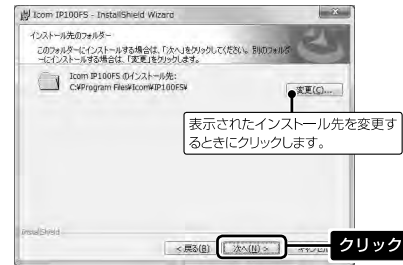 Icom IP100FS - InstallShield Wizard
インストール先のフォルダー
このフォルダーにインストールする場合は、「次へ」をクリックしてください。別のフォルダ
ーにインストールする場合は、「変更」をクリックします。
Icom IP100FS のインストール先:
C:¥Program Files¥Icom¥IP100FS¥
変更(C)...
表示されたインストール先を変更す
るときにクリックします。
InstallShield
< 戻る(B)
次へ(N) >
クリック